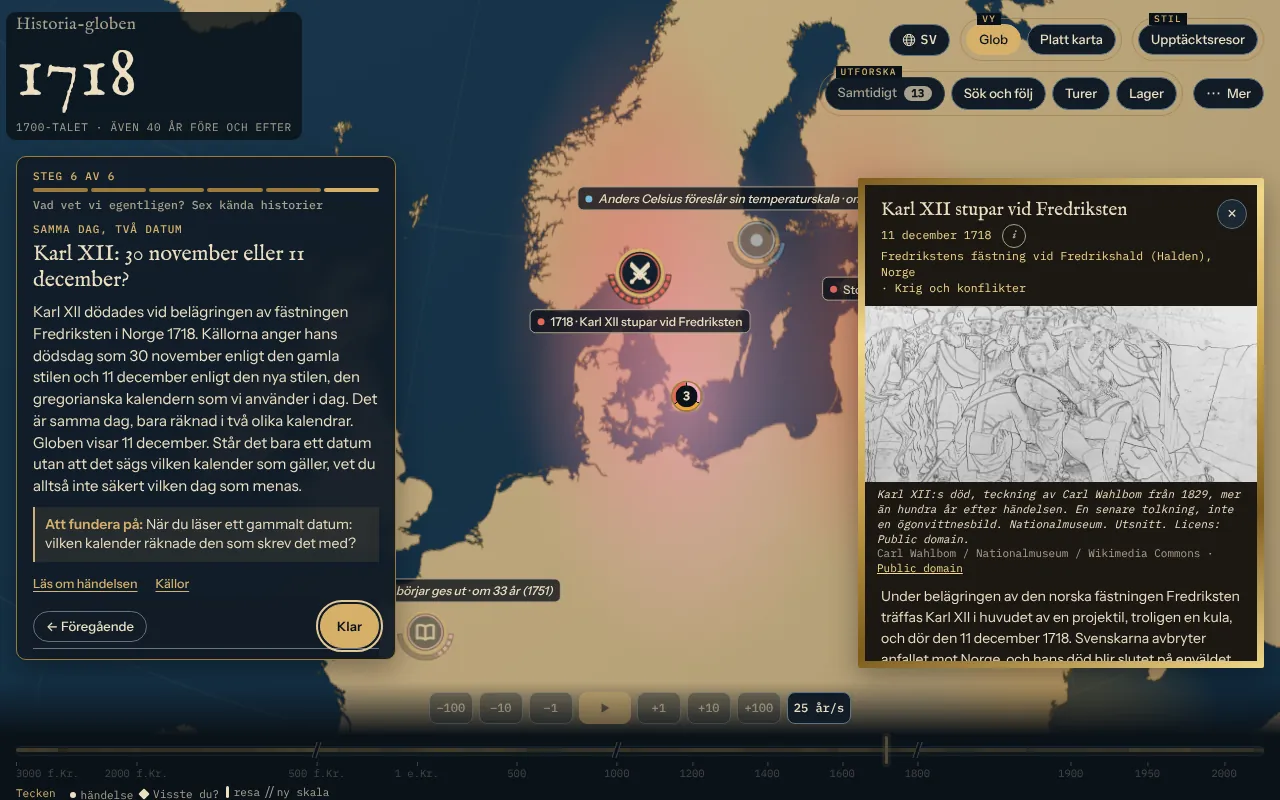 Historia-globen
1718
1700-TALET · ÄVEN 40 ÅR FÖRE OCH EFTER
SV
VY
Glob
Platt karta
STIL
Upptäcktsresor
UTFORSKA
Samtidigt 13
Sök och följ
Turer
Lager
··· Mer
STEG 6 AV 6
Vad vet vi egentligen? Sex kända historier
SAMMA DAG, TVÅ DATUM
Karl XII: 30 november eller 11
december?
Karl XII dödades vid belägringen av fästningen
Fredriksten i Norge 1718. Källorna anger hans
dödsdag som 30 november enligt den gamla
stilen och 11 december enligt den nya stilen, den
gregorianska kalendern som vi använder i dag. Det
är samma dag, bara räknad i två olika kalendrar.
Globen visar 11 december. Står det bara ett datum
utan att det sägs vilken kalender som gäller, vet du
alltså inte säkert vilken dag som menas.
Att fundera på: När du läser ett gammalt datum:
vilken kalender räknade den som skrev det med?
Läs om händelsen
Källor
← Föregående
Klar
Anders Celsius föreslår sin temperaturskala · om
1718 · Karl XII stupar vid Fredriksten
Sto
3
börjar ges ut · om 33 år (1751)
Karl XII stupar vid Fredriksten
×
11 december 1718 i
Fredrikstens fästning vid Fredrikshald (Halden),
Norge
· Krig och konflikter
Karl XII:s död, teckning av Carl Wahlbom från 1829, mer
än hundra år efter händelsen. En senare tolkning, inte
en ögonvittnesbild. Nationalmuseum. Utsnitt. Licens:
Public domain.
Carl Wahlbom / Nationalmuseum / Wikimedia Commons ·
Public domain
Under belägringen av den norska fästningen Fredriksten
träffas Karl XII i huvudet av en projektil, troligen en kula,
och dör den 11 december 1718. Svenskarna avbryter
anfallet mot Norge, och hans död blir slutet på enväldet
−100
−10
−1
+1
+10
+100
25 år/s
3000 f.Kr.
2000 f.Kr.
500 f.Kr.
1 e.Kr.
500
1000
1200
1400
1600
1800
1900
1950
2000
Tecken
händelse
Visste du?
resa
// ny skala